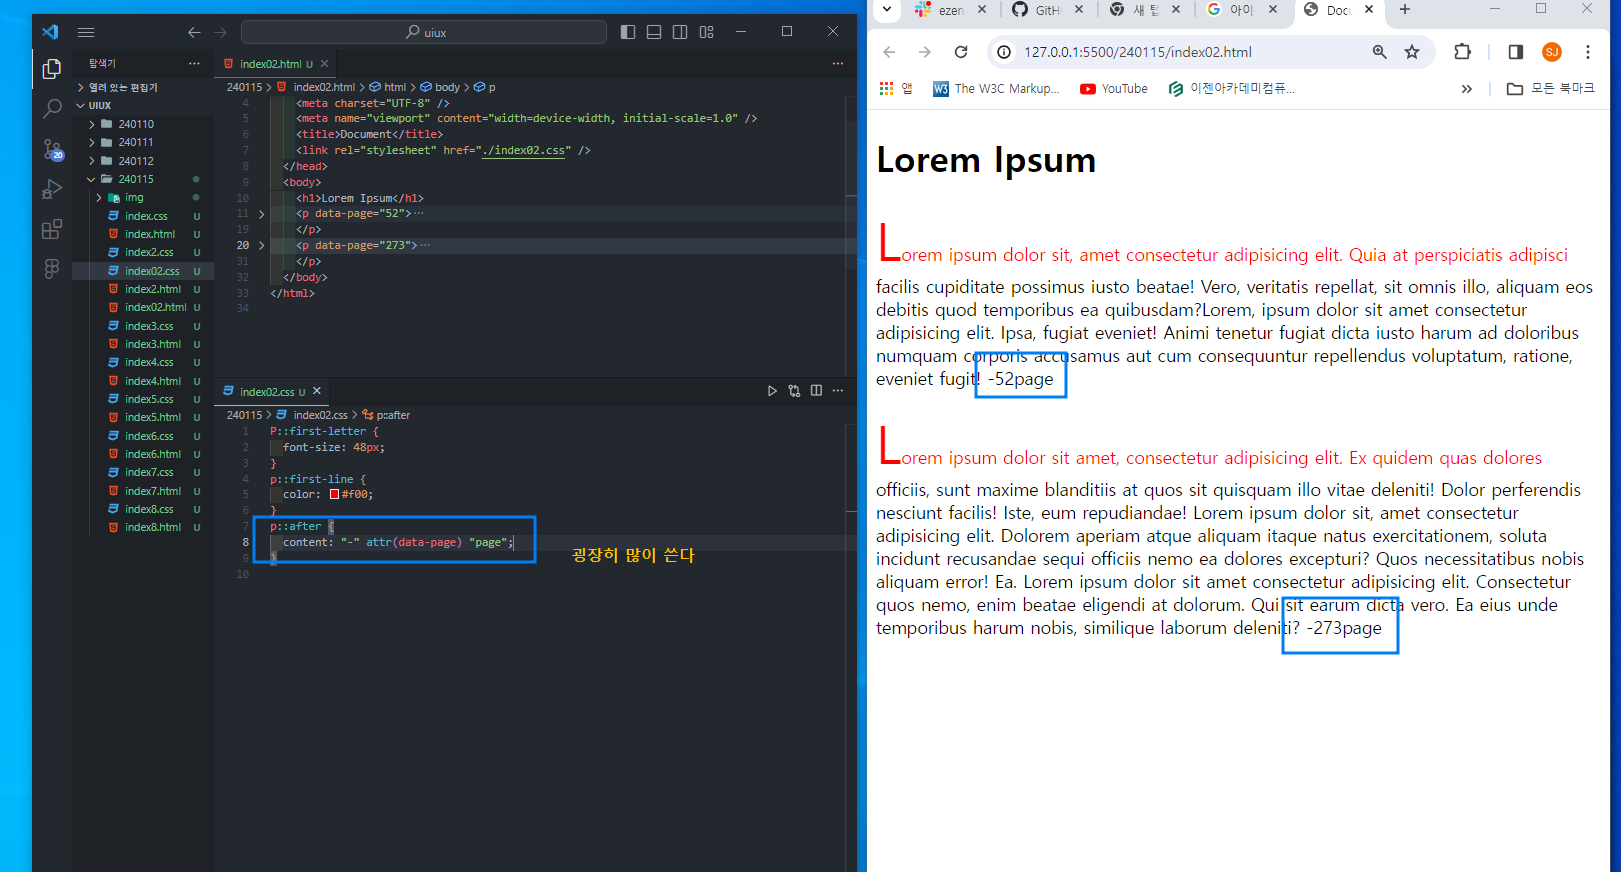 uiux
탐색기
열려 있는 편집기
UIUX
240110
240111
240112
240115
img
index.css U
index.html U
index2.css U
index02.css U
index2.html U
index02.html U
index3.css U
index3.html U
index4.css U
index4.html U
index5.css U
index5.html U
index6.css U
index6.html U
index7.css U
index7.html U
index8.css U
index8.html U
20
index02.html U
240115 > index02.html > html > body > p
4 <meta charset="UTF-8" />
5 <meta name="viewport" content="width=device-width, initial-scale=1.0" />
6 <title>Document</title>
7 <link rel="stylesheet" href="./index02.css" />
8 </head>
9 <body>
10 <h1>Lorem Ipsum</h1>
11 <p data-page="52">…
19 </p>
20 <p data-page="273">…
31 </p>
32 </body>
33 </html>
34
index02.css U
240115 > index02.css > p::after
1 P::first-letter {
2 font-size: 48px;
3 }
4 p::first-line {
5 color: #f00;
6 }
7 p::after {
8 content: "-" attr(data-page) "page";
9 }
10
굉장히 많이 쓴다
ezen
GitH
새 탭
아이
Docu
127.0.0.1:5500/240115/index02.html
SJ
앱
The W3C Markup...
YouTube
이젠아카데미컴퓨...
모든 북마크
Lorem Ipsum
Lorem ipsum dolor sit, amet consectetur adipisicing elit. Quia at perspiciatis adipisci
facilis cupiditate possimus iusto beatae! Vero, veritatis repellat, sit omnis illo, aliquam eos
debitis quod temporibus ea quibusdam?Lorem, ipsum dolor sit amet consectetur
adipisicing elit. Ipsa, fugiat eveniet! Animi tenetur fugiat dicta iusto harum ad doloribus
numquam corporis accusamus aut cum consequuntur repellendus voluptatum, ratione,
eveniet fugit! -52page
Lorem ipsum dolor sit amet, consectetur adipisicing elit. Ex quidem quas dolores
officiis, sunt maxime blanditiis at quos sit quisquam illo vitae deleniti! Dolor perferendis
nesciunt facilis! Iste, eum repudiandae! Lorem ipsum dolor sit amet, consectetur
adipisicing elit. Dolorem aperiam atque aliquam itaque natus exercitationem, soluta
incidunt recusandae sequi officiis nemo ea dolores excepturi? Quos necessitatibus nobis
aliquam error! Ea. Lorem ipsum dolor sit amet consectetur adipisicing elit. Consectetur
quos nemo, enim beatae eligendi at dolorum. Qui sit earum dicta vero. Ea eius unde
temporibus harum nobis, similique laborum deleniti? -273page